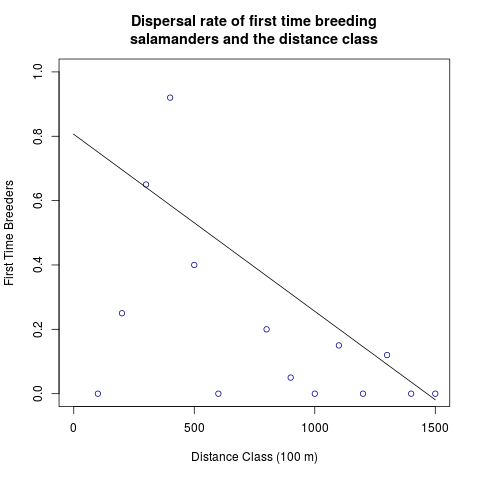 Dispersal rate of first time breeding
salamanders and the distance class
First Time Breeders
1.0
0.8
0.6
0.4
0.2
0.0
0 500 1000 1500
Distance Class (100 m)